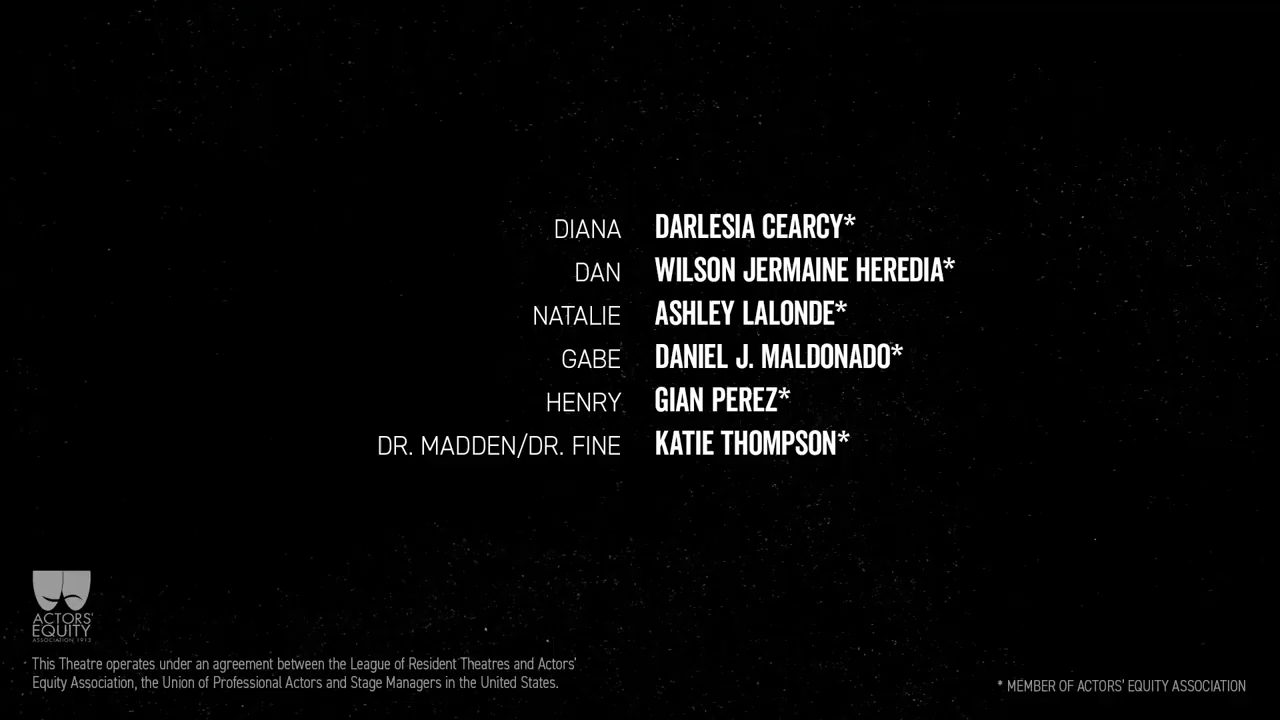 DIANA DARLESIA CEARCY*
DAN WILSON JERMAINE HEREDIA*
NATALIE ASHLEY LALONDE*
GABE DANIEL J. MALDONADO*
HENRY GIAN PEREZ*
DR. MADDEN/DR. FINE KATIE THOMPSON*
ACTORS'
EQUITY
ASSOCIATION 1913
This Theatre operates under an agreement between the League of Resident Theatres and Actors'
Equity Association, the Union of Professional Actors and Stage Managers in the United States.
* MEMBER OF ACTORS' EQUITY ASSOCIATION